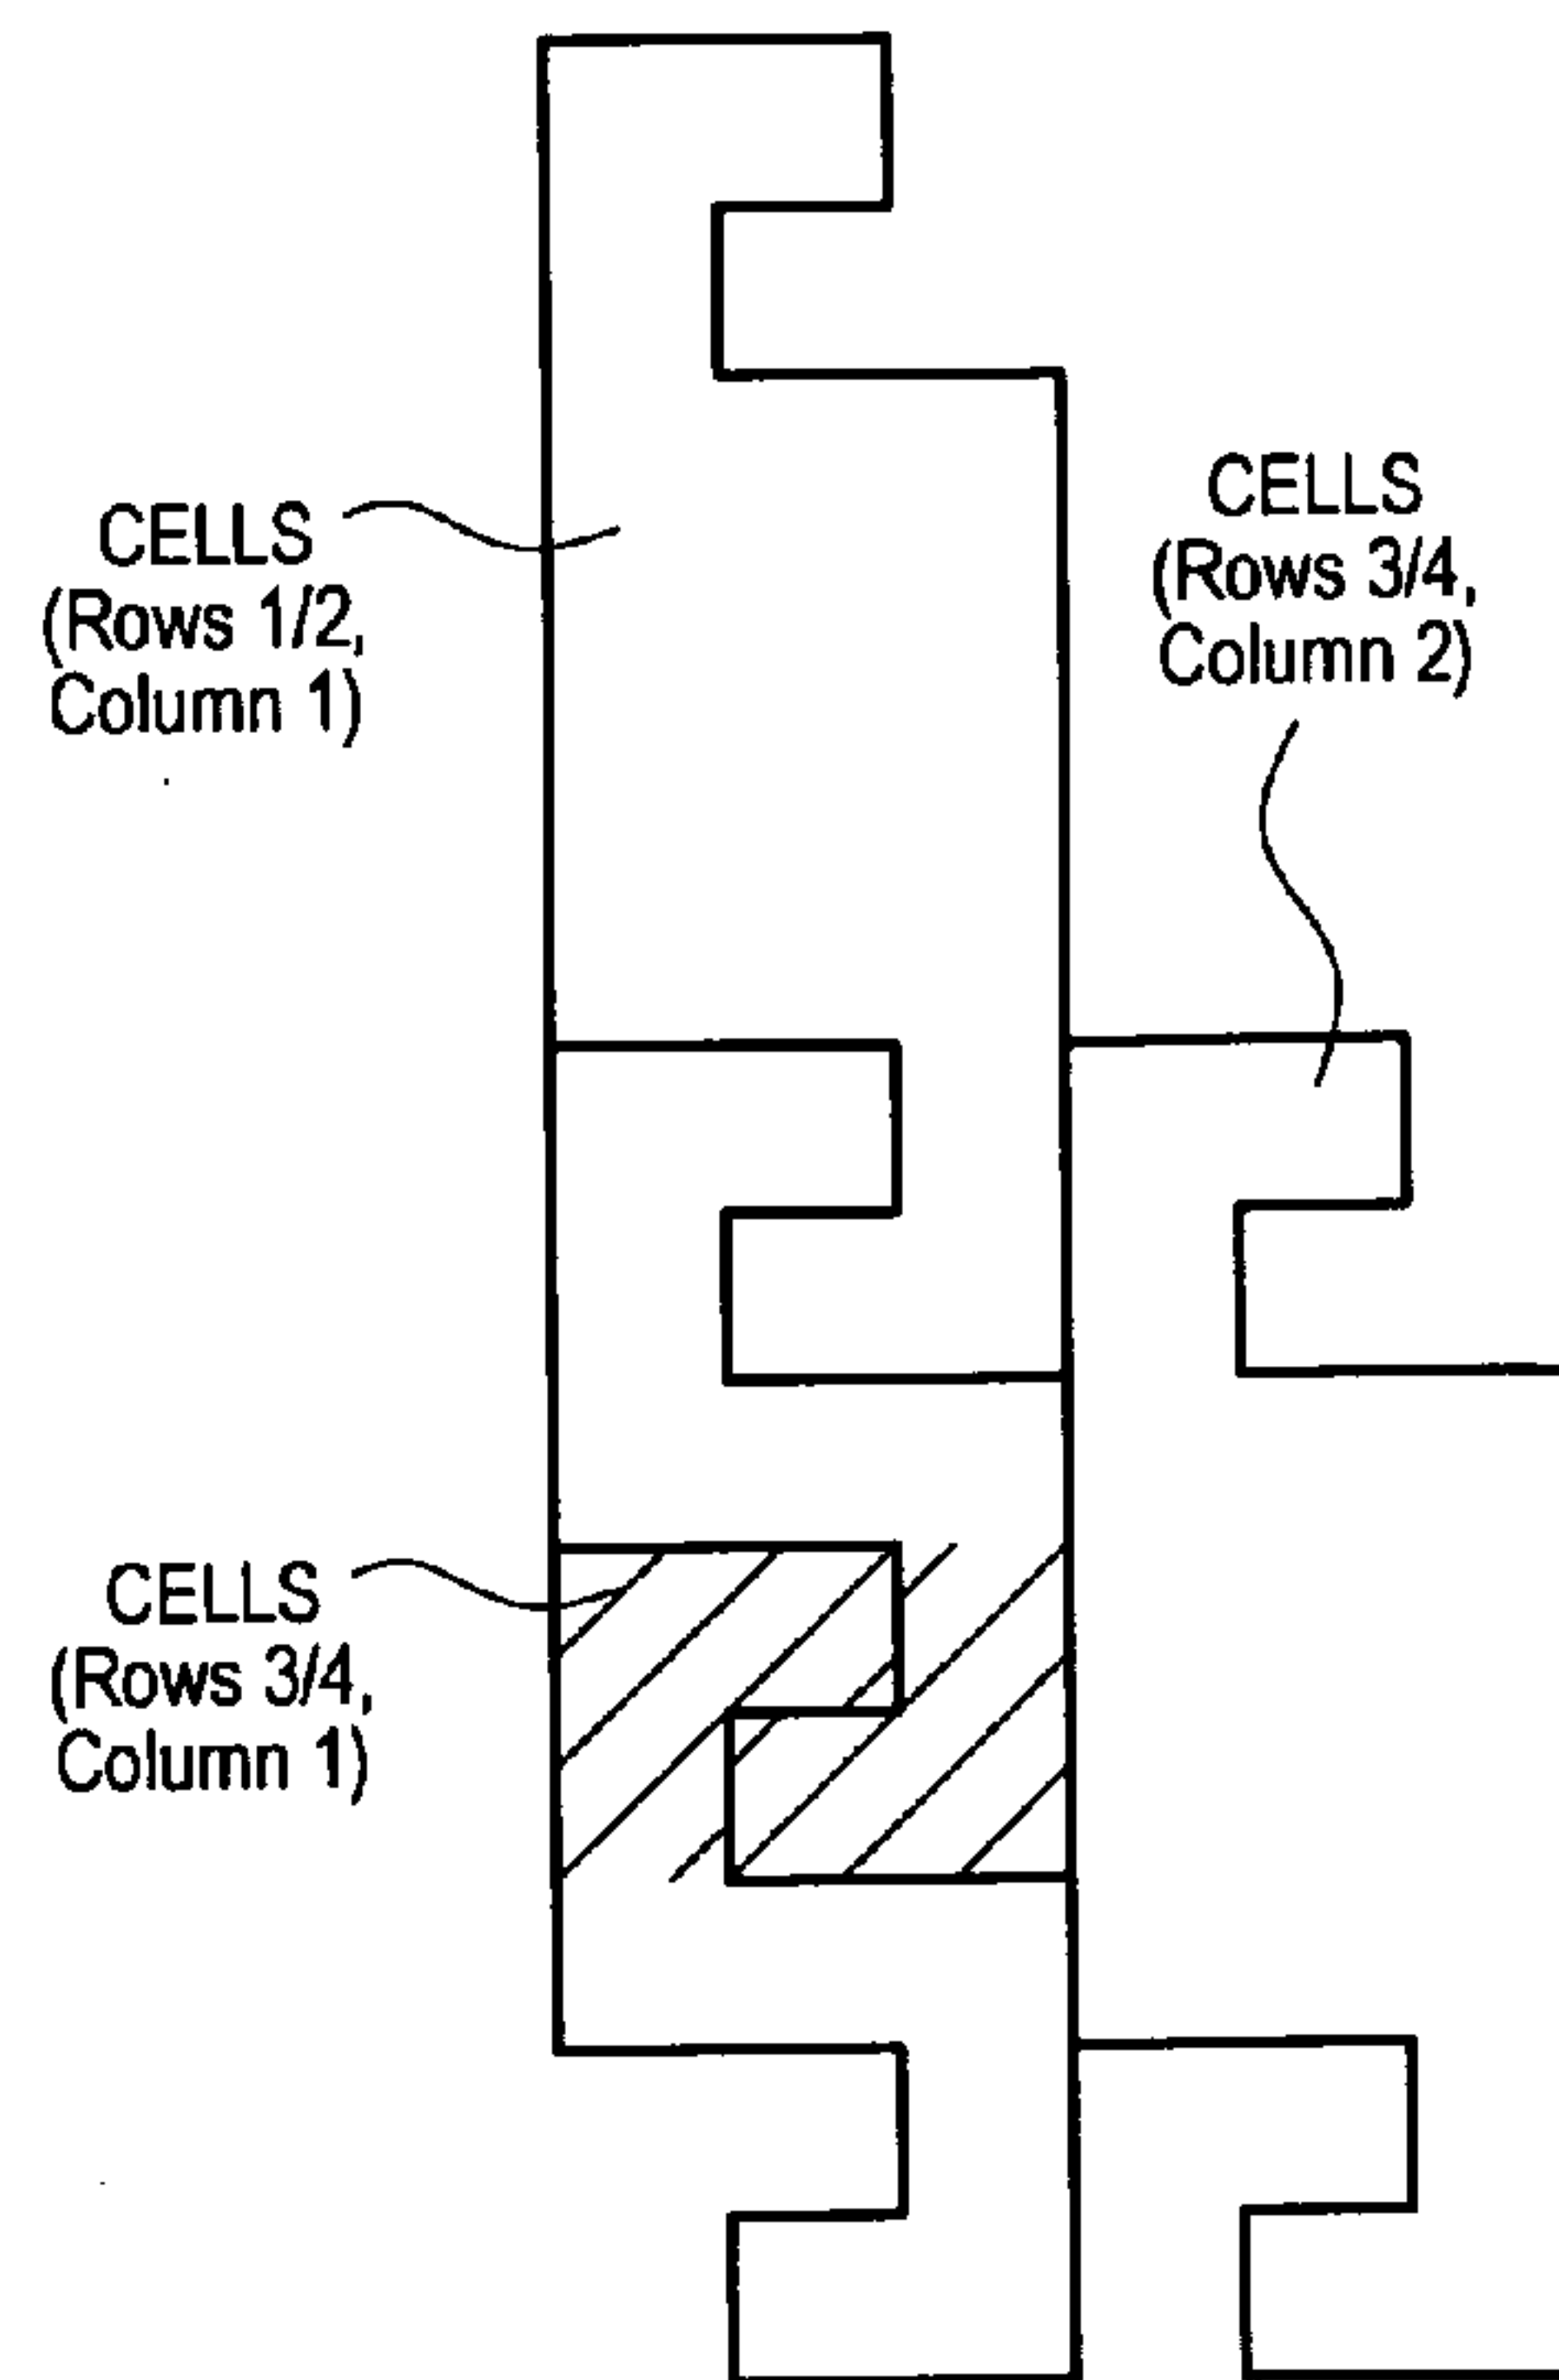 CELLS
(Rows 1/2,
Column 1)
CELLS
(Rows 3/4,
Column 2)
CELLS
(Rows 3/4,
Column 1)